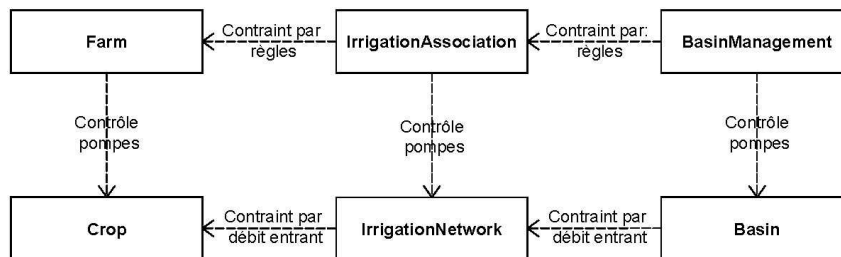 Farm
Contraint par
règles
IrrigationAssociation
Contraint par:
règles
BasinManagement
Contrôle
pompes
Contrôle
pompes
Contrôle
pompes
Crop
Contraint par
débit entrant
IrrigationNetwork
Contraint par
débit entrant
Basin